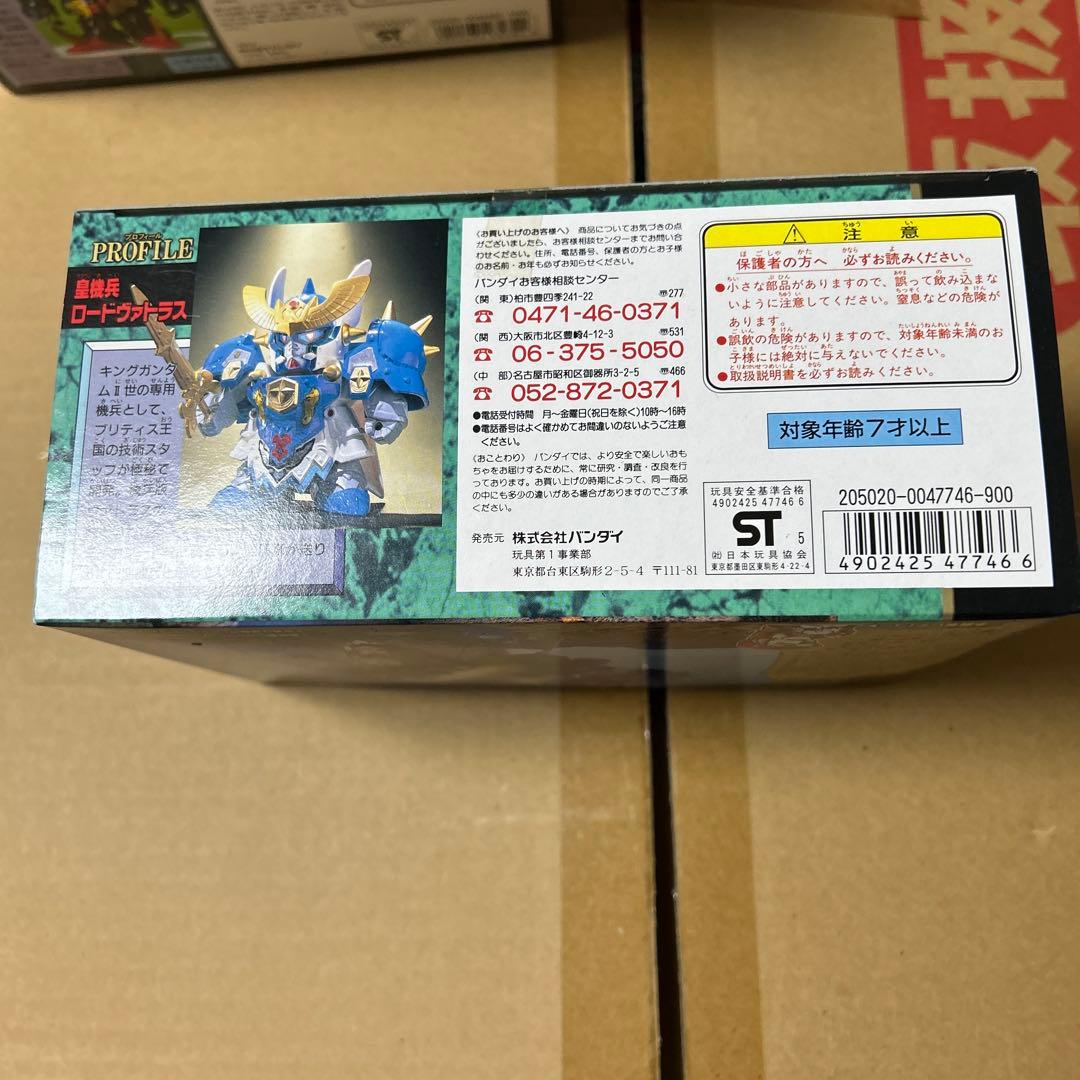 プロフィール
PROFILE
皇機兵
ロードヴァトラス
キングガンダ
ムⅡ世の専用
機兵として、
ブリティス王
国の技術スタ
ッフが極秘で
〈お買い上げのお客様へ〉 商品についてお気づきの点
がございましたら、お客様相談センターまでお問い合
わせください。住所、電話番号、保護者の方とお子様
のお名前・お年も必ずお知らせください。
バンダイお客様相談センター
(関 東)柏市豊四季241-22 〠277
☎ 0471-46-0371
(関 西)大阪市北区豊崎4-12-3 〠531
☎ 06-375-5050
(中 部)名古屋市昭和区御器所3-2-5 〠466
☎ 052-872-0371
●電話受付時間 月〜金曜日(祝日を除く)10時〜16時
●電話番号はよく確かめてお間違いのないようご注意
ください。
〈おことわり〉 バンダイでは、より安全で楽しいおも
ちゃをお届けするために、常に研究・調査・改良を行
っております。お買い上げの時期によって、同一商品
の中にも多少の違いがある場合がありますのでご了承
ください。
発売元 株式会社バンダイ
玩具第1事業部
東京都台東区駒形2-5-4 〒111-81
⚠ 注意
保護者の方へ 必ずお読みください。
●小さな部品がありますので、誤って飲み込まな
いように注意してください。窒息などの危険が
あります。
●誤飲の危険がありますので、対象年齢未満のお
子様には絶対に与えないでください。
●取扱説明書を必ずお読みください。
対象年齢7才以上
玩具安全基準合格
4902425 47746 6
ST 5
㈳日本玩具協会
東京都墨田区東駒形4-22-4
205020-0047746-900
4902425 477466
ST
扱